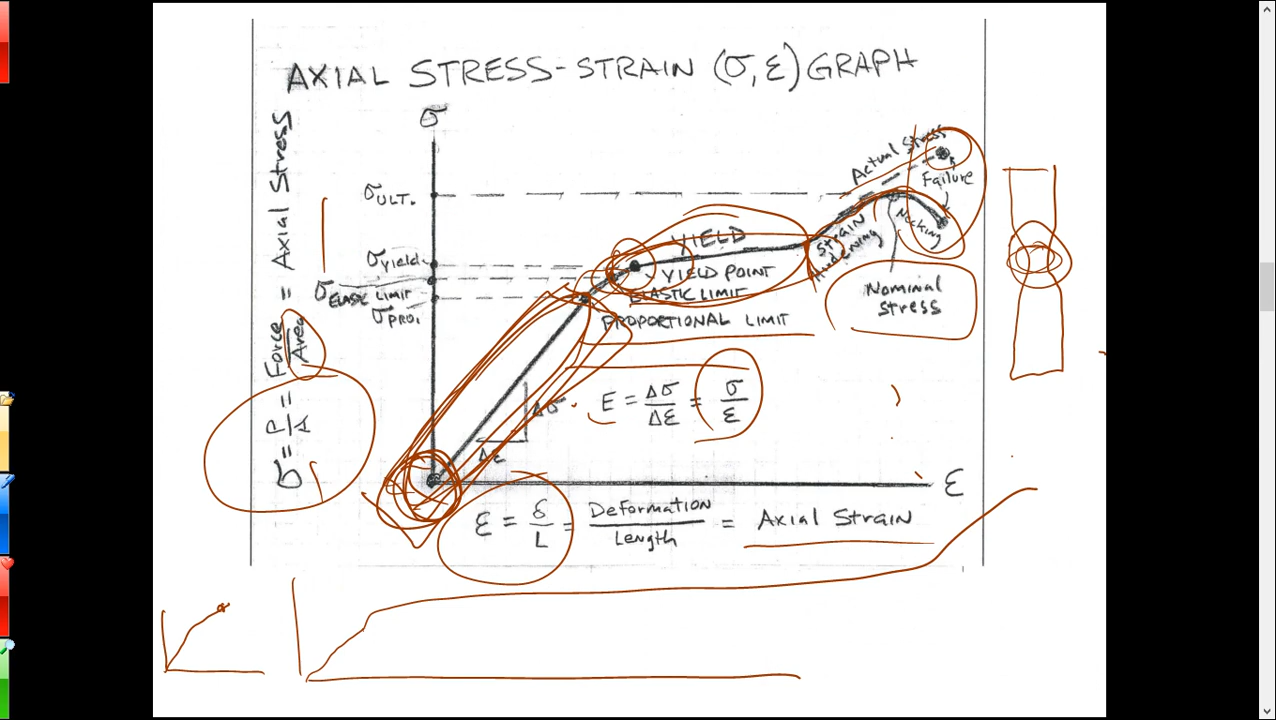 AXIAL STRESS-STRAIN (σ, ε) GRAPH
σ
σ = P/A = Force/Area = Axial Stress
σULT.
σyield
σELASTIC LIMIT
σPRO.
Actual Stress
Failure
Necking
Strain Hardening
YIELD
YIELD POINT
ELASTIC LIMIT
PROPORTIONAL LIMIT
Nominal
Stress
E = Δσ/Δε = σ/ε
Δσ
Δε
ε
ε = δ/L = Deformation/Length = Axial Strain